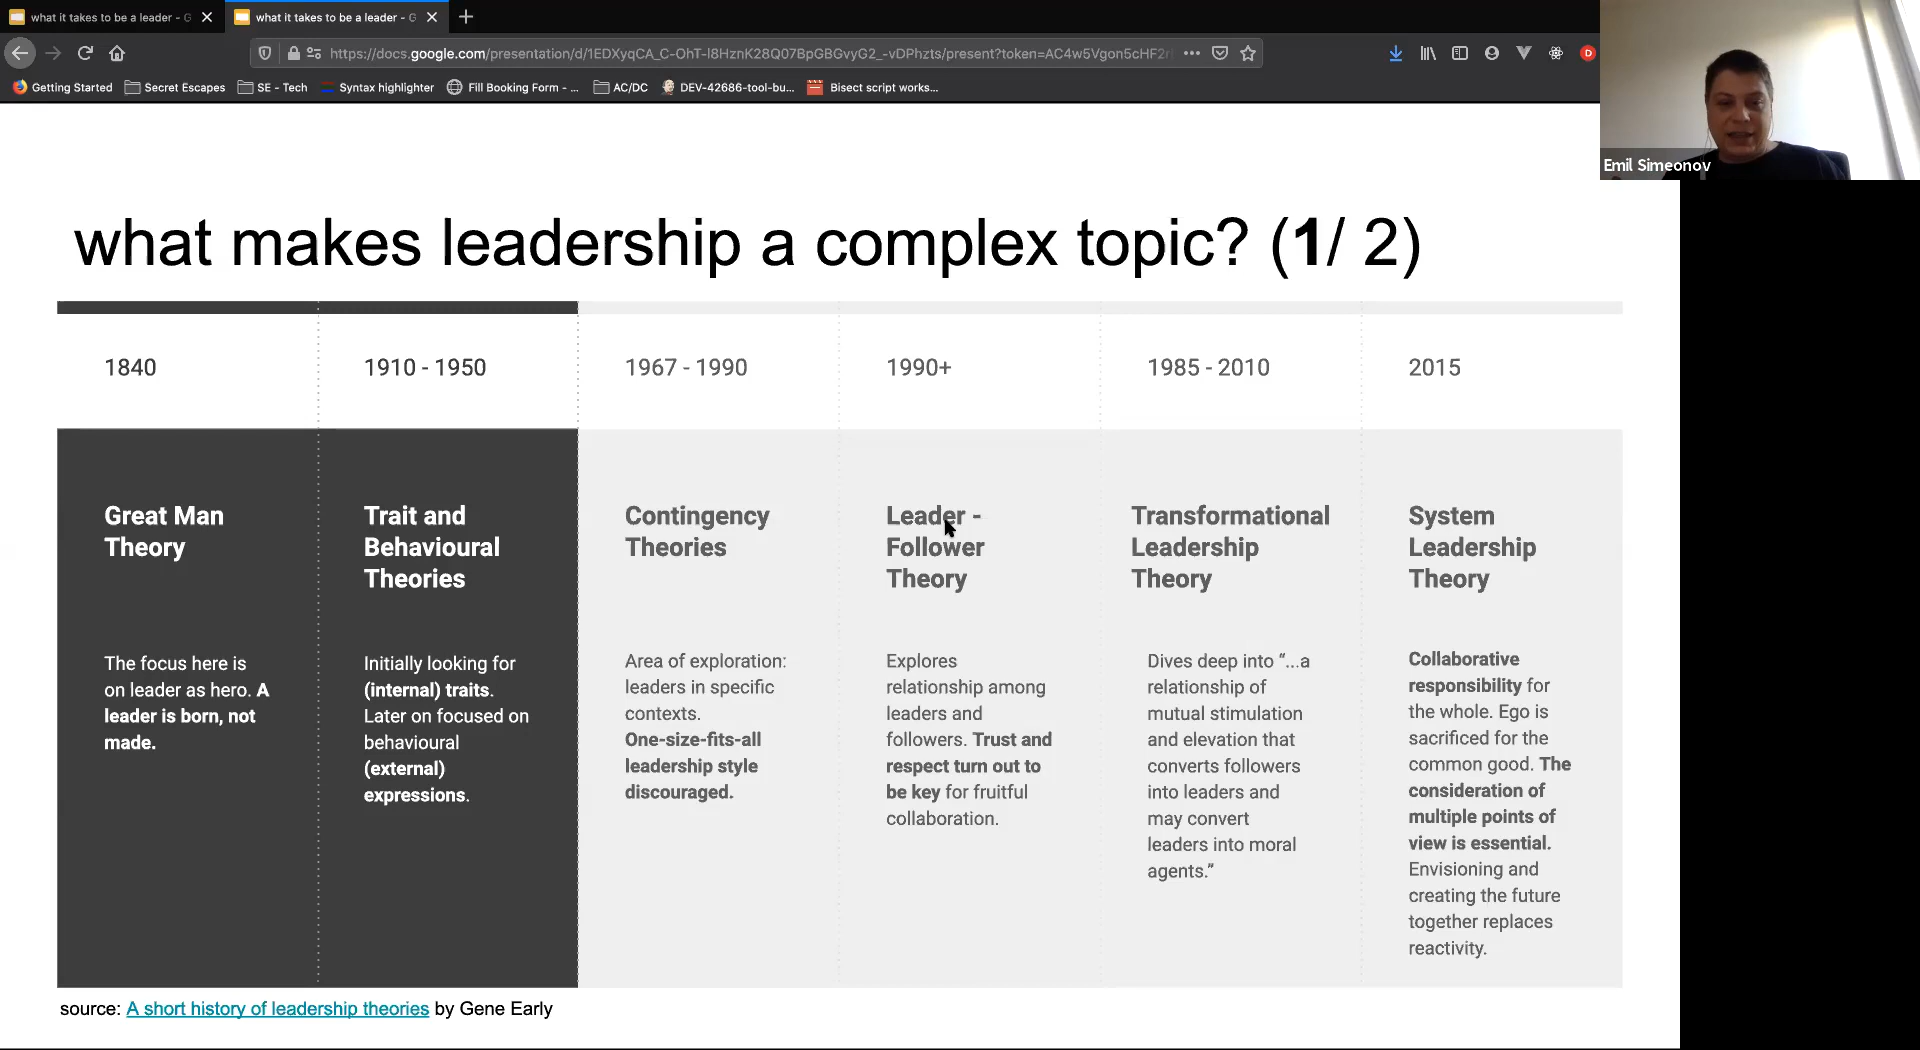 what it takes to be a leader - G
what it takes to be a leader - G
https://docs.google.com/presentation/d/1EDXyqCA_C-OhT-l8HznK28Q07BpGBGvyG2_-vDPhzts/present?token=AC4w5Vgon5cHF2r
D
Getting Started
Secret Escapes
SE - Tech
Syntax highlighter
Fill Booking Form - ...
AC/DC
DEV-42686-tool-bu...
Bisect script works...
Emil Simeonov
what makes leadership a complex topic? (1/ 2)
1840
Great Man
Theory
The focus here is
on leader as hero. A
leader is born, not
made.
1910 - 1950
Trait and
Behavioural
Theories
Initially looking for
(internal) traits.
Later on focused on
behavioural
(external)
expressions.
1967 - 1990
Contingency
Theories
Area of exploration:
leaders in specific
contexts.
One-size-fits-all
leadership style
discouraged.
1990+
Leader -
Follower
Theory
Explores
relationship among
leaders and
followers. Trust and
respect turn out to
be key for fruitful
collaboration.
1985 - 2010
Transformational
Leadership
Theory
Dives deep into “...a
relationship of
mutual stimulation
and elevation that
converts followers
into leaders and
may convert
leaders into moral
agents.”
2015
System
Leadership
Theory
Collaborative
responsibility for
the whole. Ego is
sacrificed for the
common good. The
consideration of
multiple points of
view is essential.
Envisioning and
creating the future
together replaces
reactivity.
source: A short history of leadership theories by Gene Early